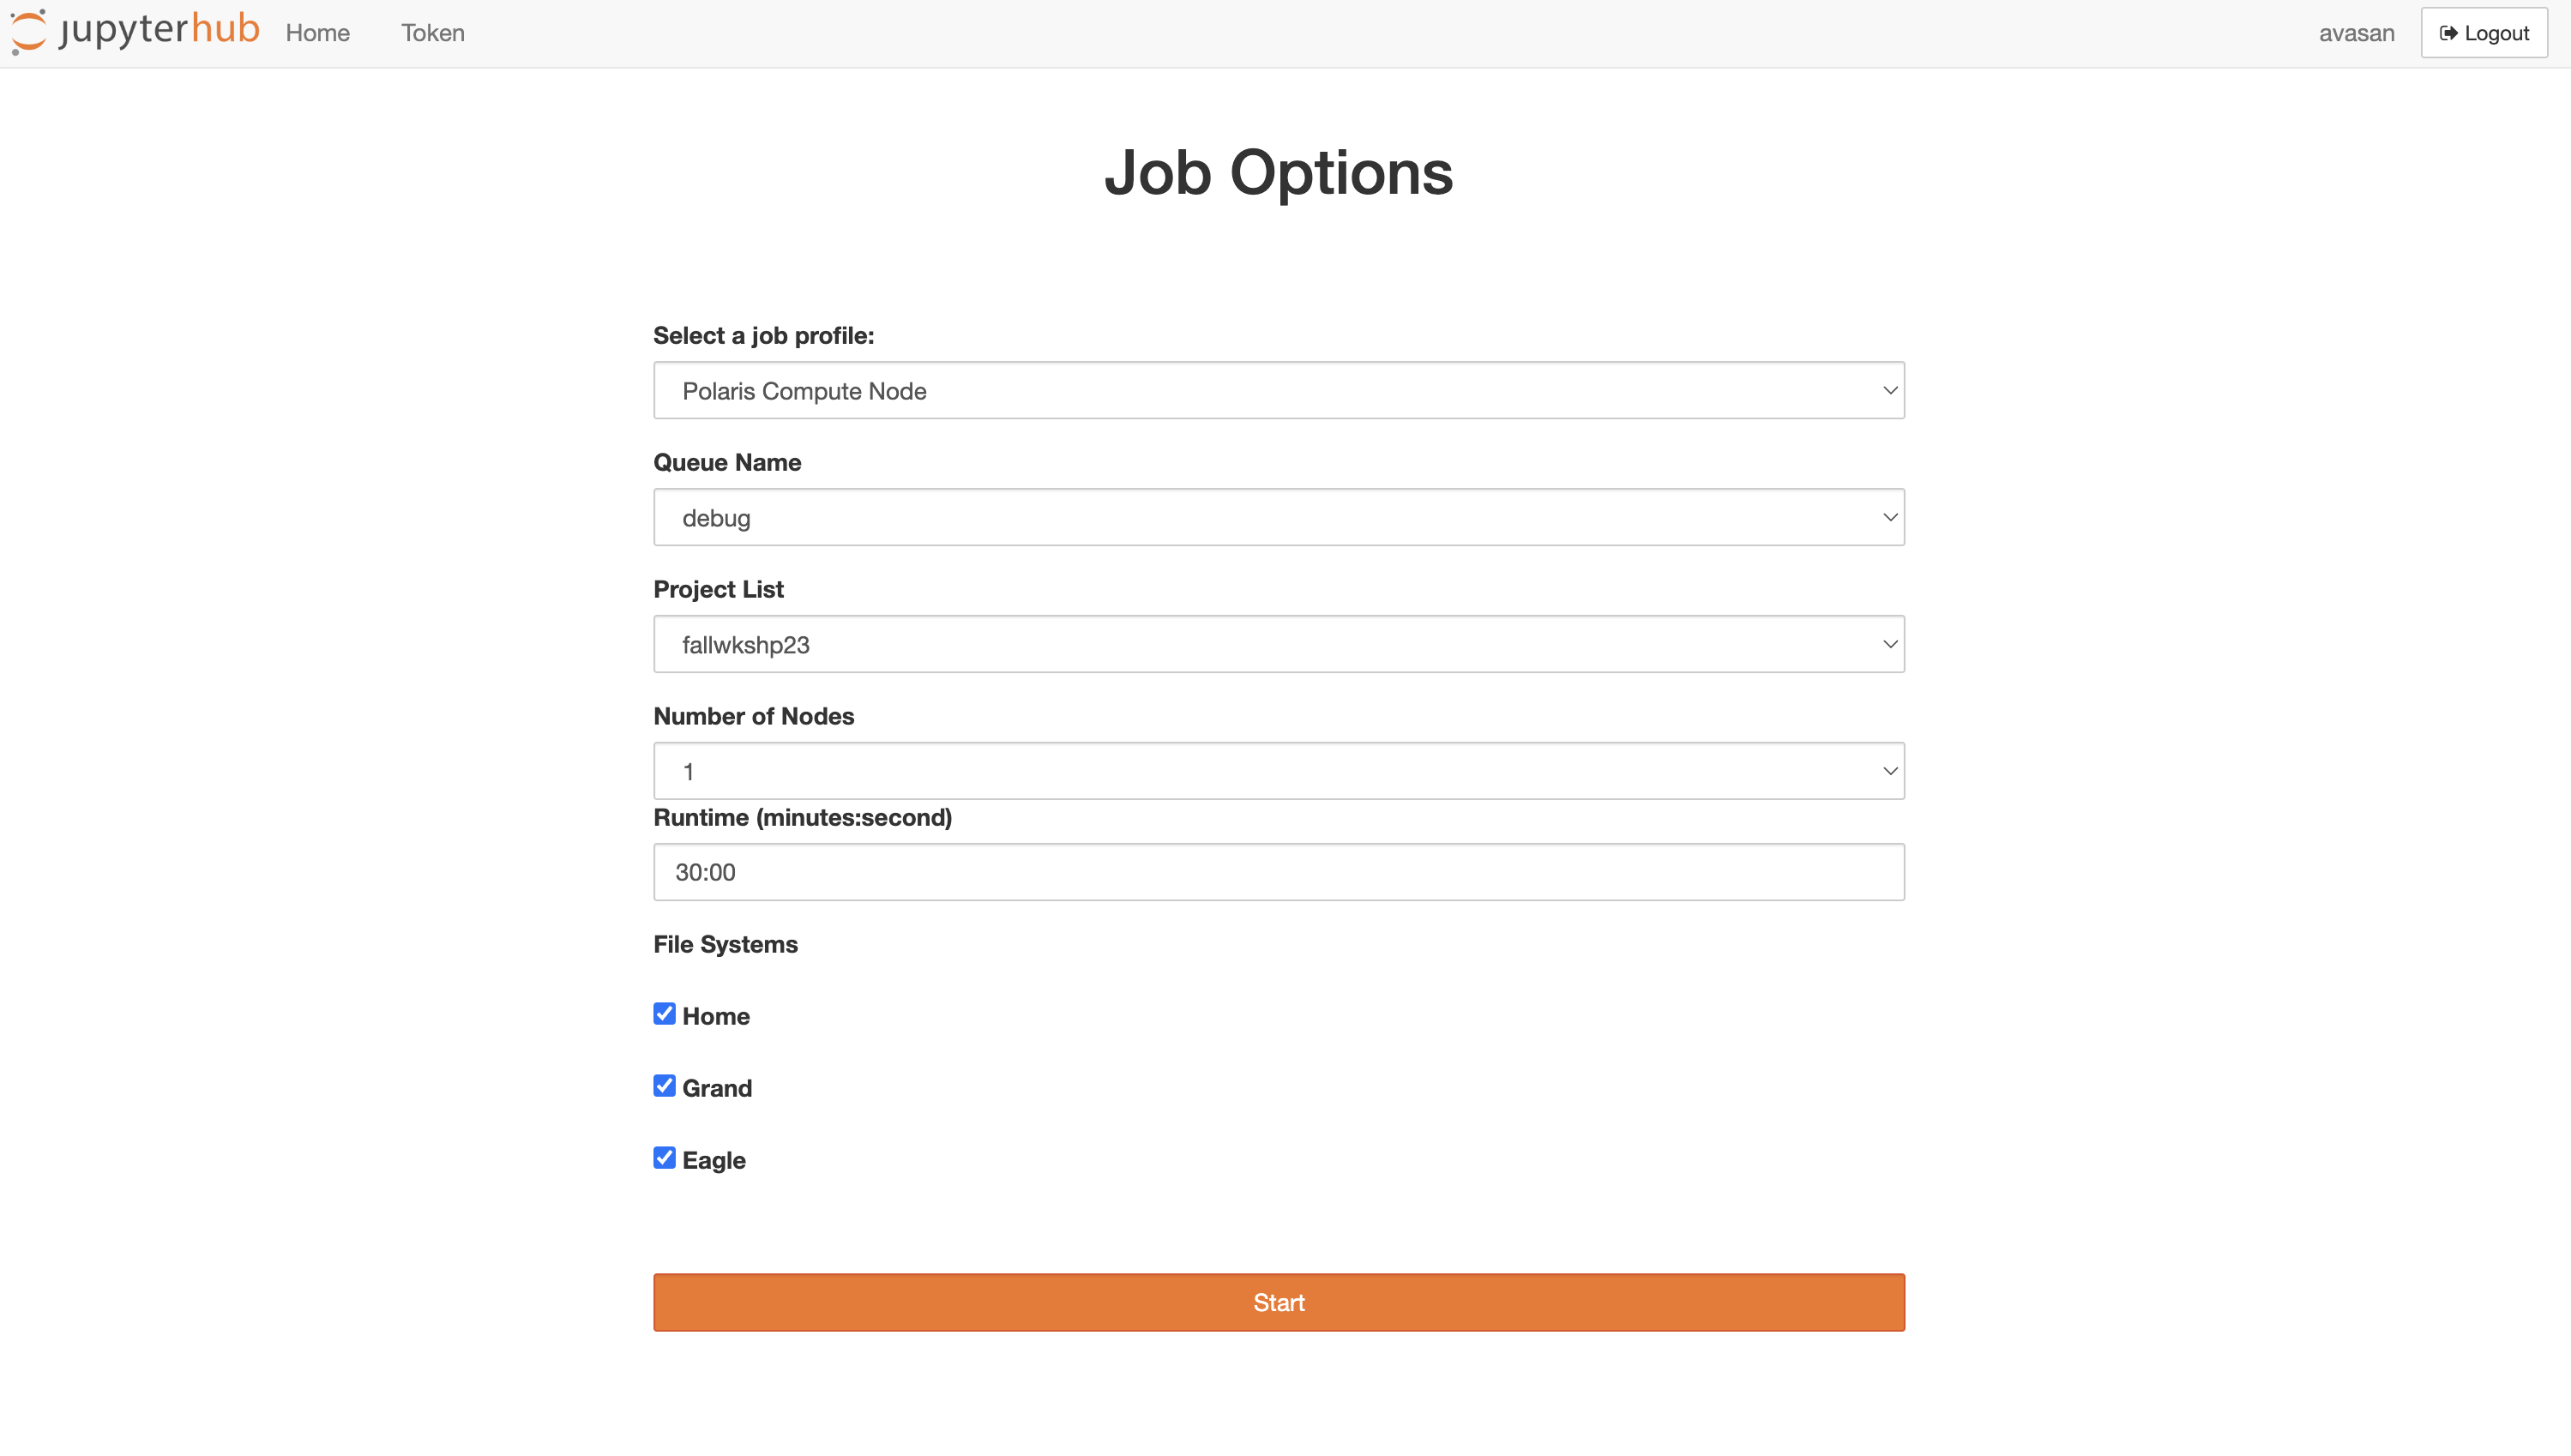 jupyterhub Home Token avasan Logout
Job Options
Select a job profile:
Polaris Compute Node
Queue Name
debug
Project List
fallwkshp23
Number of Nodes
1
Runtime (minutes:second)
30:00
File Systems
Home
Grand
Eagle
Start